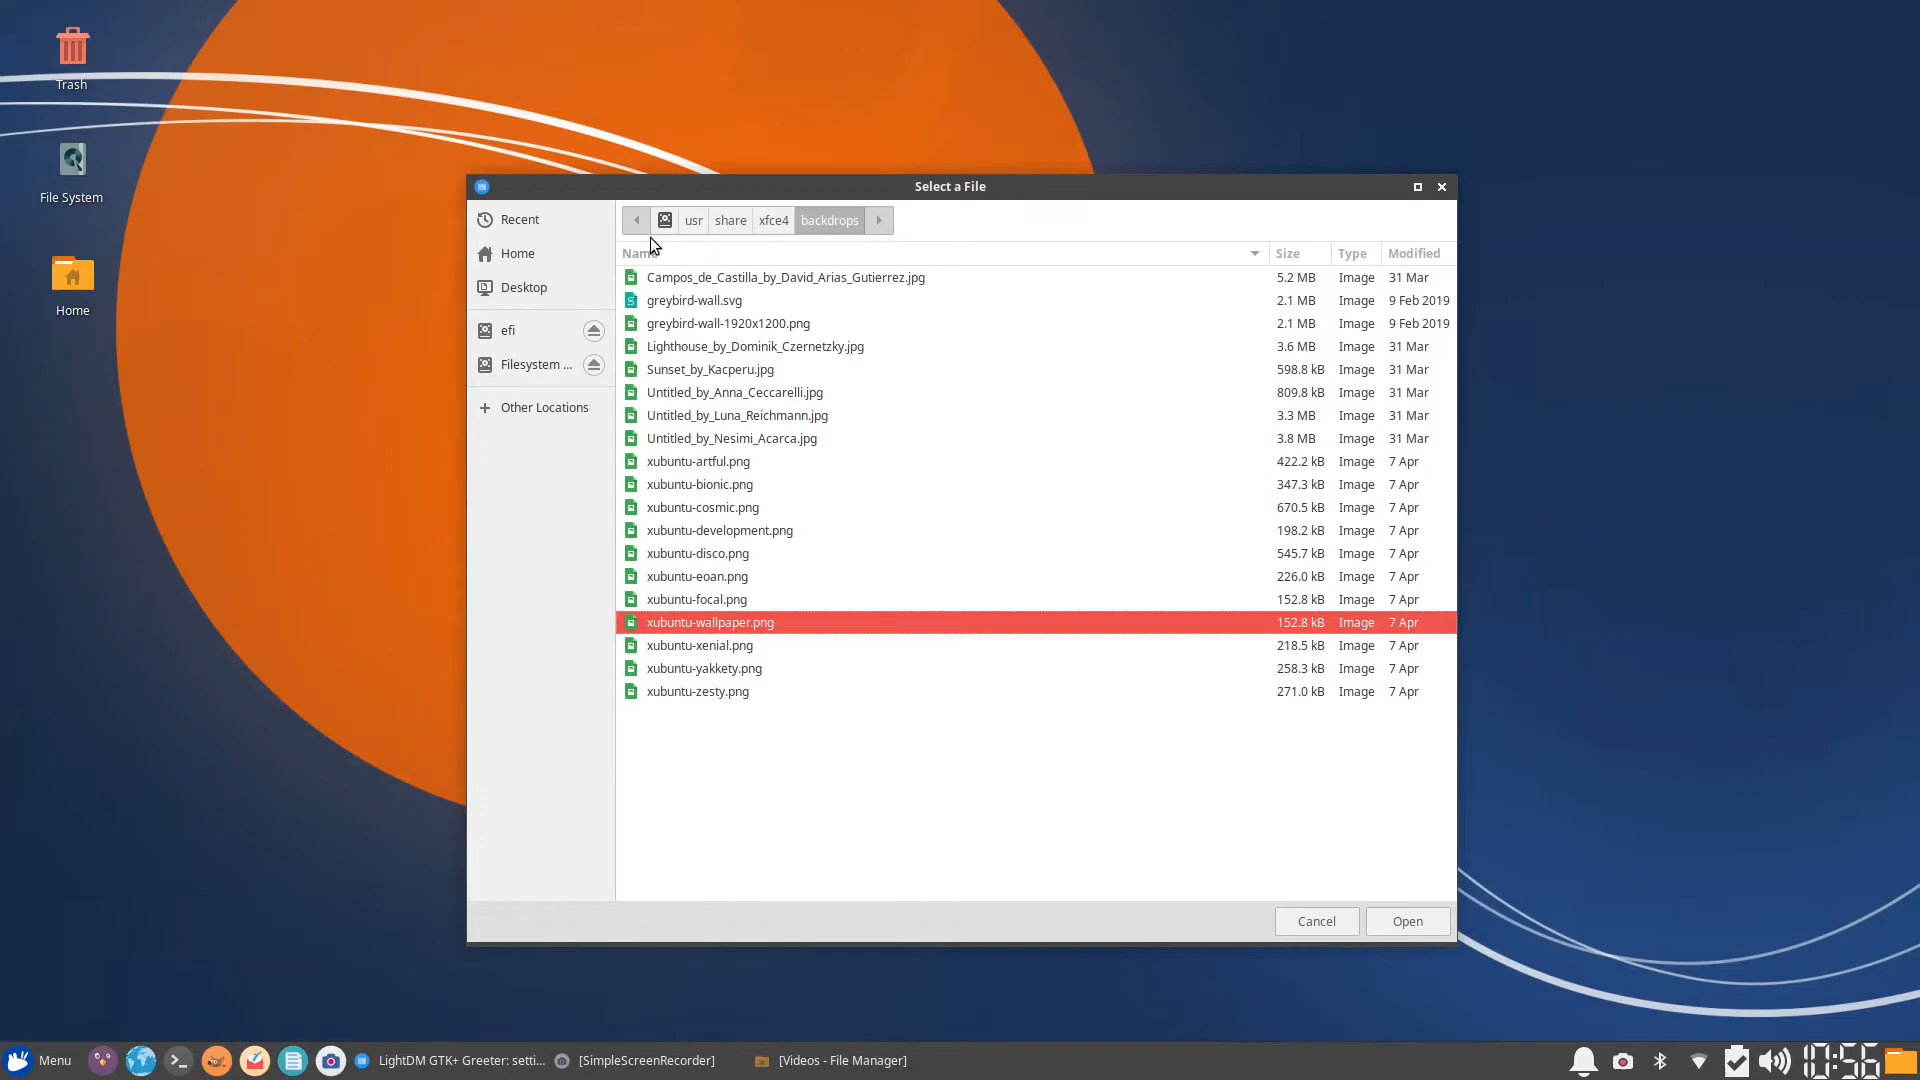 Trash
File System
Home
Select a File
Recent
Home
Desktop
efi
Filesystem ...
Other Locations
usr share xfce4 backdrops
Name Size Type Modified
Campos_de_Castilla_by_David_Arias_Gutierrez.jpg 5.2 MB Image 31 Mar
greybird-wall.svg 2.1 MB Image 9 Feb 2019
greybird-wall-1920x1200.png 2.1 MB Image 9 Feb 2019
Lighthouse_by_Dominik_Czernetzky.jpg 3.6 MB Image 31 Mar
Sunset_by_Kacperu.jpg 598.8 kB Image 31 Mar
Untitled_by_Anna_Ceccarelli.jpg 809.8 kB Image 31 Mar
Untitled_by_Luna_Reichmann.jpg 3.3 MB Image 31 Mar
Untitled_by_Nesimi_Acarca.jpg 3.8 MB Image 31 Mar
xubuntu-artful.png 422.2 kB Image 7 Apr
xubuntu-bionic.png 347.3 kB Image 7 Apr
xubuntu-cosmic.png 670.5 kB Image 7 Apr
xubuntu-development.png 198.2 kB Image 7 Apr
xubuntu-disco.png 545.7 kB Image 7 Apr
xubuntu-eoan.png 226.0 kB Image 7 Apr
xubuntu-focal.png 152.8 kB Image 7 Apr
xubuntu-wallpaper.png 152.8 kB Image 7 Apr
xubuntu-xenial.png 218.5 kB Image 7 Apr
xubuntu-yakkety.png 258.3 kB Image 7 Apr
xubuntu-zesty.png 271.0 kB Image 7 Apr
Cancel Open
Menu LightDM GTK+ Greeter: setti... [SimpleScreenRecorder] [Videos - File Manager] 10:56